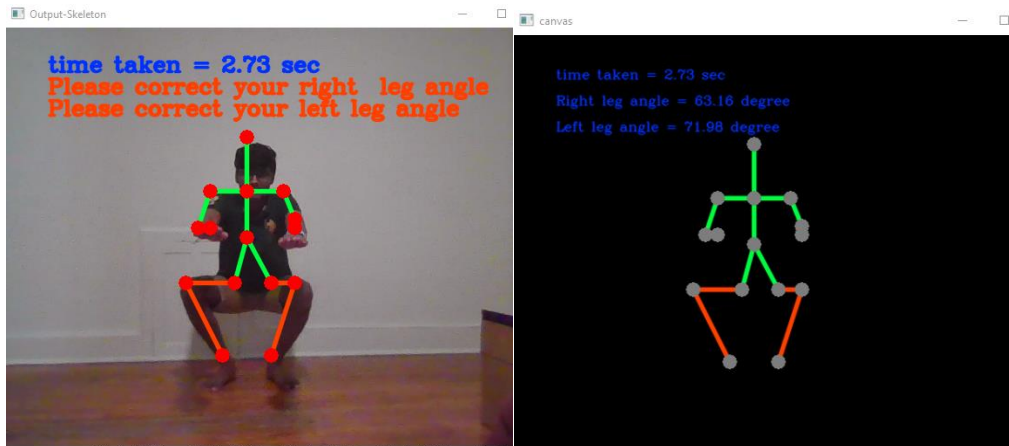 Output-Skeleton
time taken = 2.73 sec
Please correct your right  leg angle
Please correct your left leg angle
canvas
time taken = 2.73 sec
Right leg angle = 63.16 degree
Left leg angle = 71.98 degree